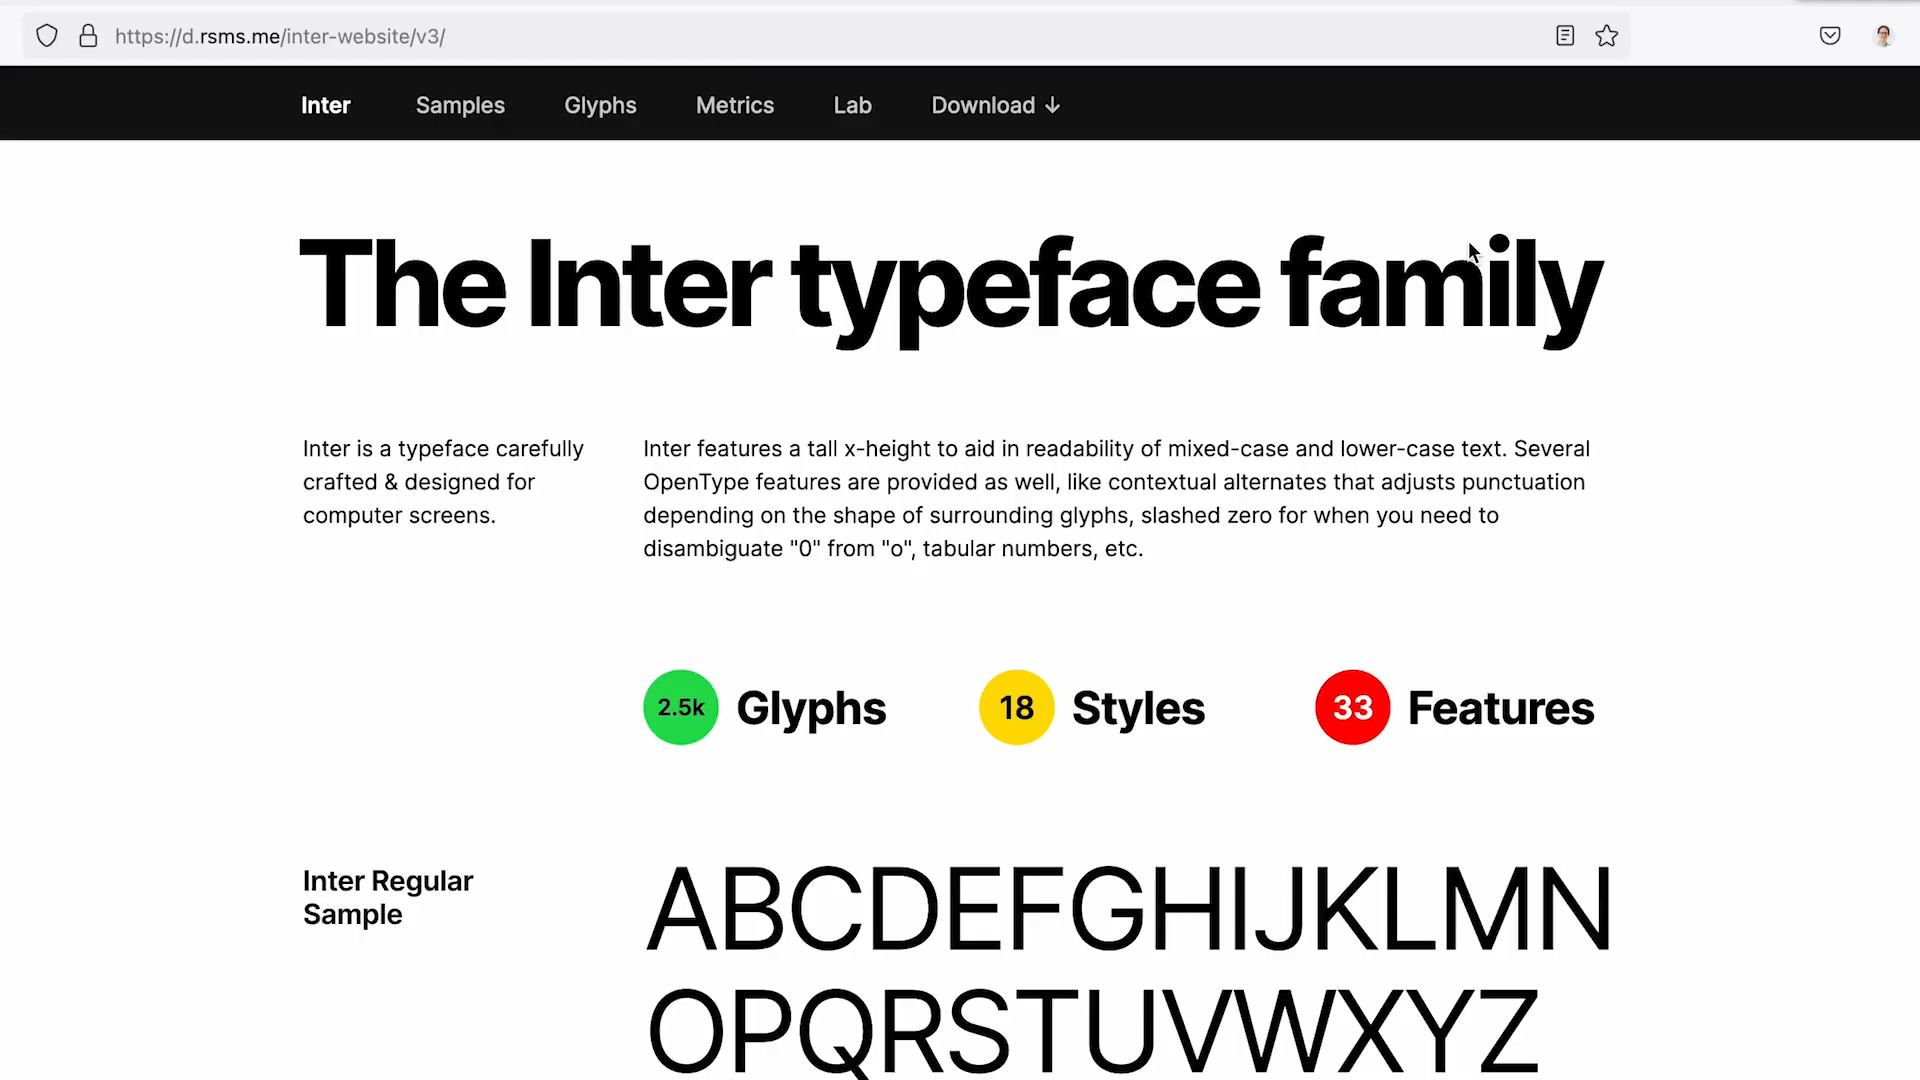 https://d.rsms.me/inter-website/v3/
Inter Samples Glyphs Metrics Lab Download ↓
The Inter typeface family
Inter is a typeface carefully
crafted & designed for
computer screens.
Inter features a tall x-height to aid in readability of mixed-case and lower-case text. Several
OpenType features are provided as well, like contextual alternates that adjusts punctuation
depending on the shape of surrounding glyphs, slashed zero for when you need to
disambiguate "0" from "o", tabular numbers, etc.
2.5k Glyphs 18 Styles 33 Features
Inter Regular
Sample
ABCDEFGHIJKLMN
OPQRSTUVWXYZ